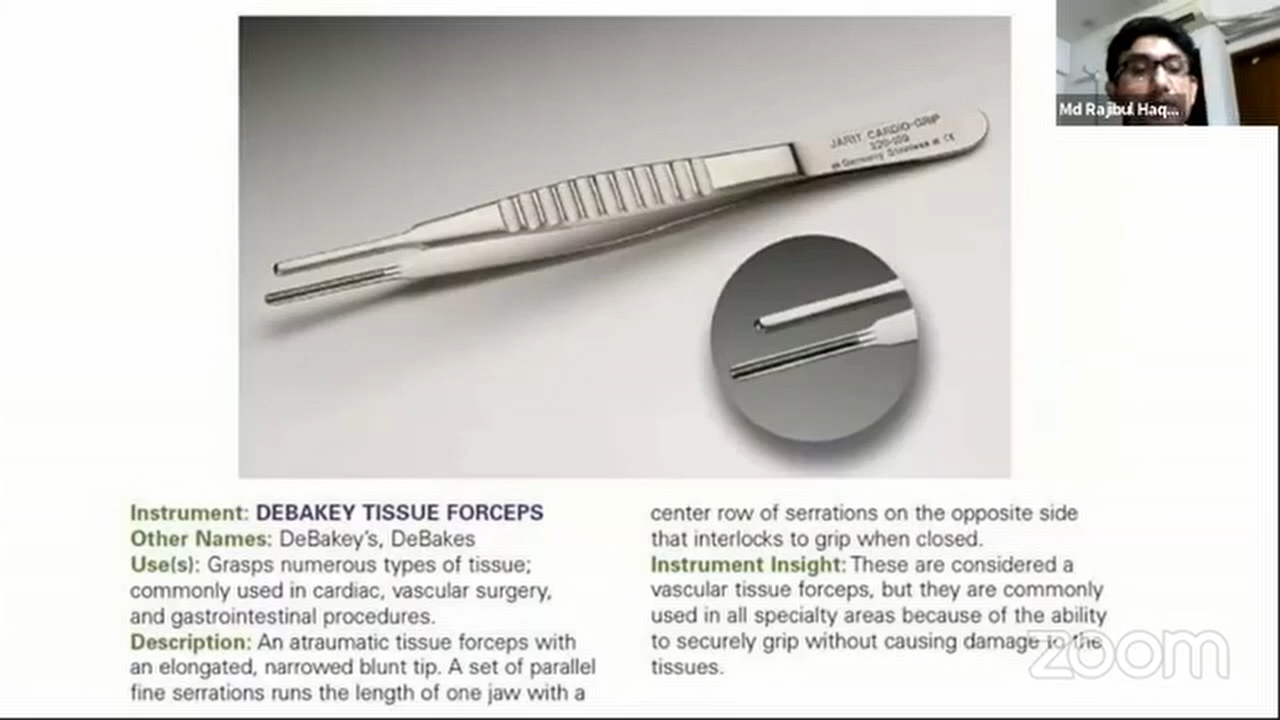 Md Rajibul Haq...
JARIT CARDIO-GRIP
Germany Stainless
Instrument: DEBAKEY TISSUE FORCEPS
Other Names: DeBakey's, DeBakes
Use(s): Grasps numerous types of tissue;
commonly used in cardiac, vascular surgery,
and gastrointestinal procedures.
Description: An atraumatic tissue forceps with
an elongated, narrowed blunt tip. A set of parallel
fine serrations runs the length of one jaw with a
center row of serrations on the opposite side
that interlocks to grip when closed.
Instrument Insight: These are considered a
vascular tissue forceps, but they are commonly
used in all specialty areas because of the ability
to securely grip without causing damage to the
tissues.
zoom